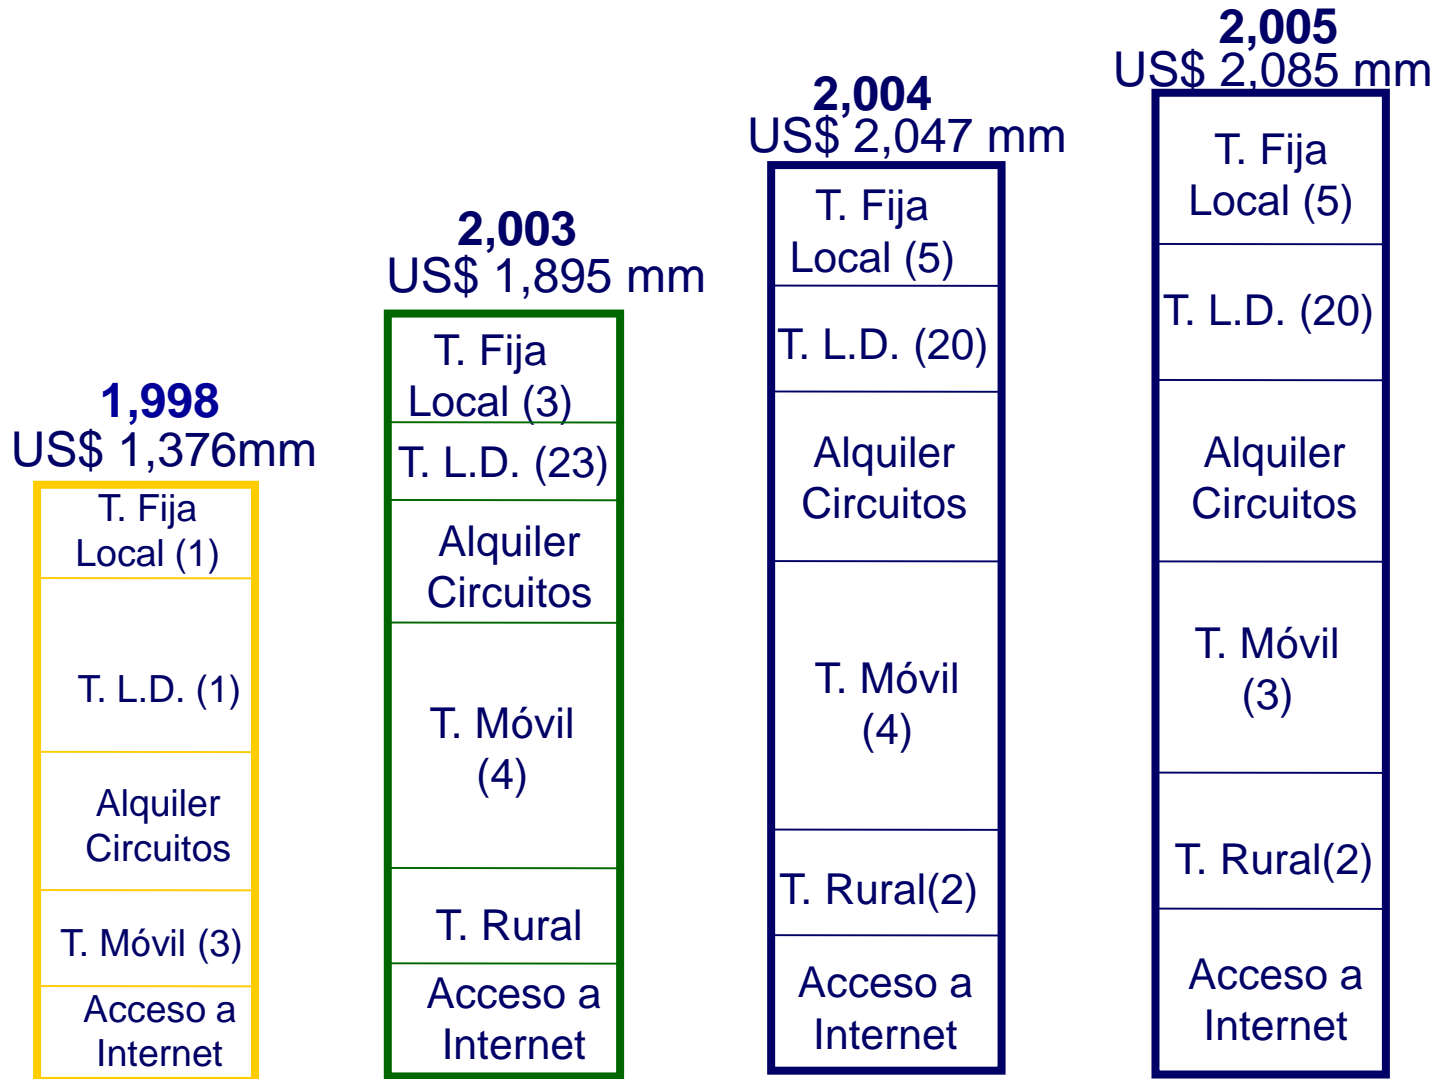 1,998
US$ 1,376mm
T. Fija
Local (1)
T. L.D. (1)
Alquiler
Circuitos
T. Móvil (3)
Acceso a
Internet
2,003
US$ 1,895 mm
T. Fija
Local (3)
T. L.D. (23)
Alquiler
Circuitos
T. Móvil
(4)
T. Rural
Acceso a
Internet
2,004
US$ 2,047 mm
T. Fija
Local (5)
T. L.D. (20)
Alquiler
Circuitos
T. Móvil
(4)
T. Rural(2)
Acceso a
Internet
2,005
US$ 2,085 mm
T. Fija
Local (5)
T. L.D. (20)
Alquiler
Circuitos
T. Móvil
(3)
T. Rural(2)
Acceso a
Internet